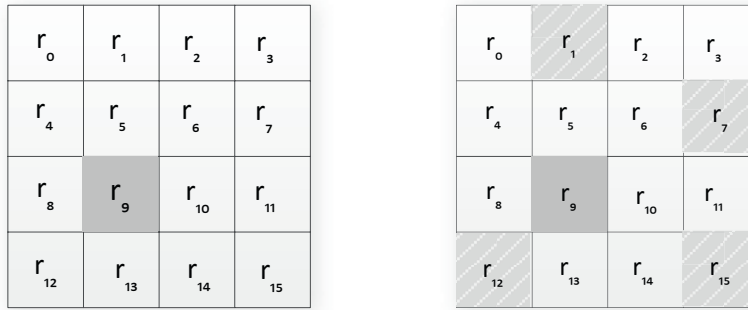 r0 r1 r2 r3 r0 r1 r2 r3
r4 r5 r6 r7 r4 r5 r6 r7
r8 r9 r10 r11 r8 r9 r10 r11
r12 r13 r14 r15 r12 r13 r14 r15